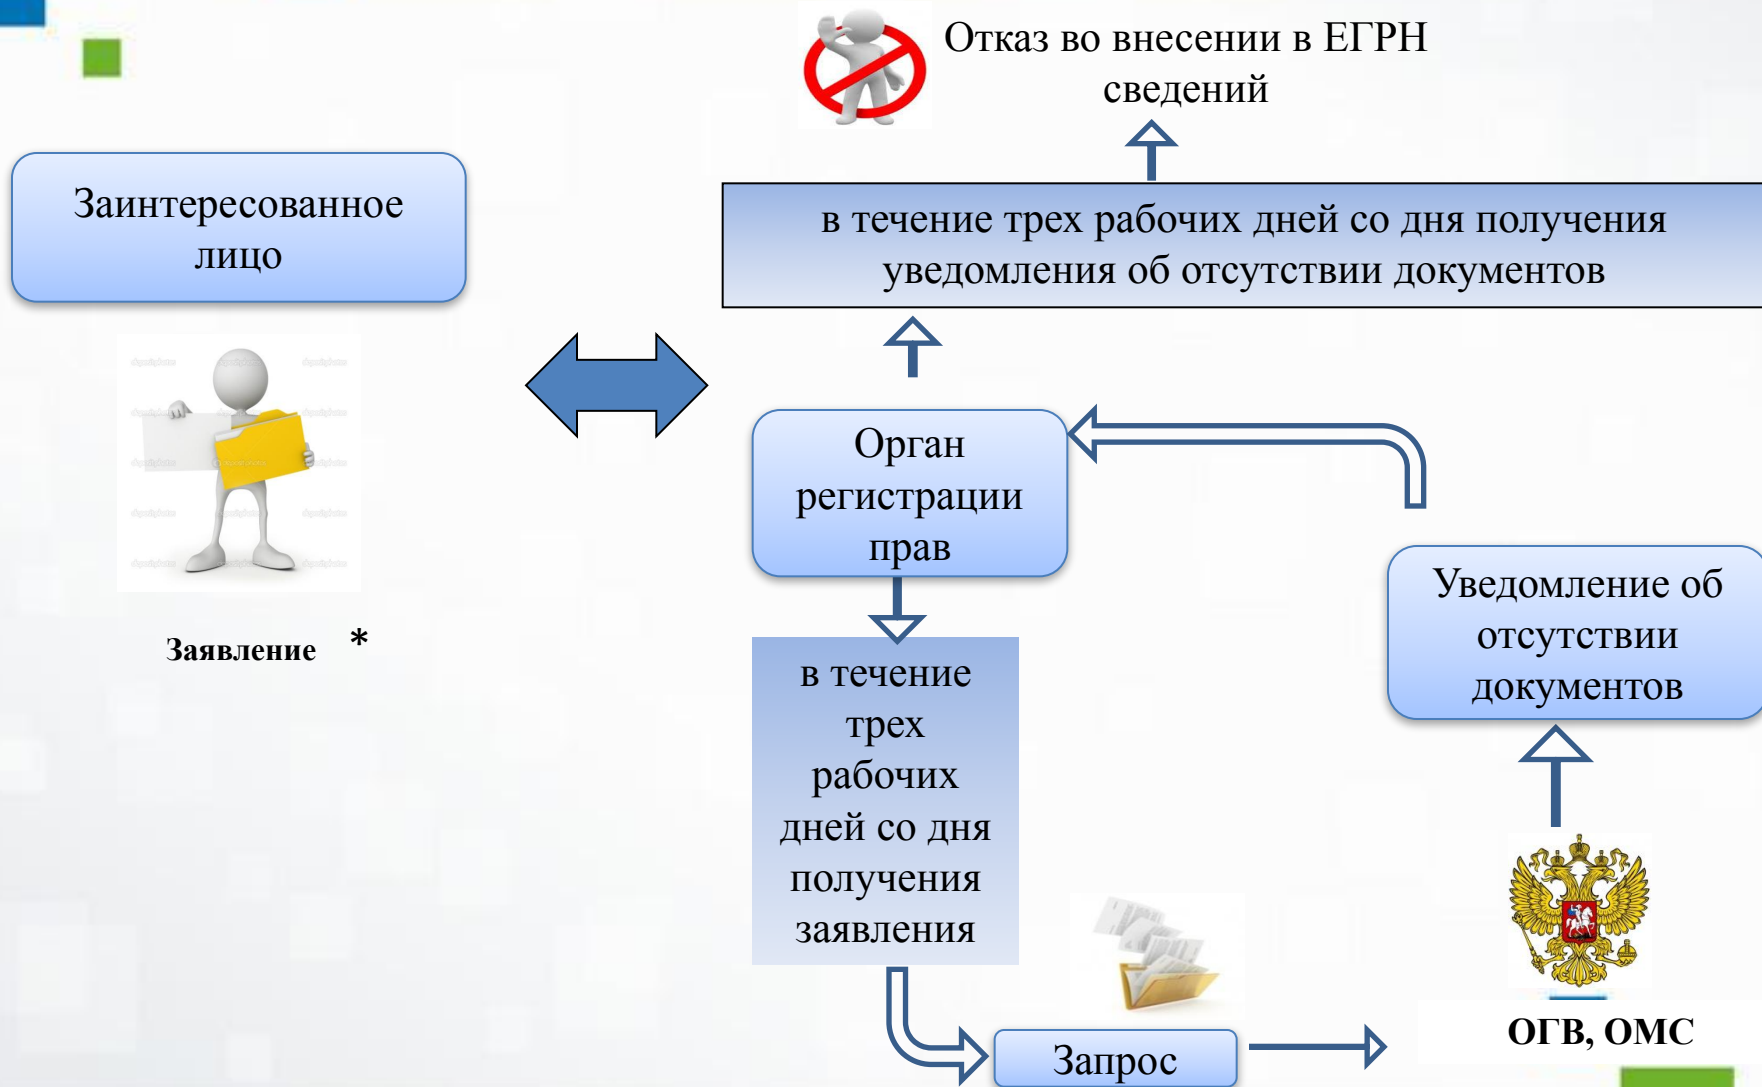 Отказ во внесении в ЕГРН
сведений
Заинтересованное
лицо
в течение трех рабочих дней со дня получения
уведомления об отсутствии документов
Орган
регистрации
прав
Уведомление об
отсутствии
документов
Заявление *
в течение
трех
рабочих
дней со дня
получения
заявления
Запрос
ОГВ, ОМС